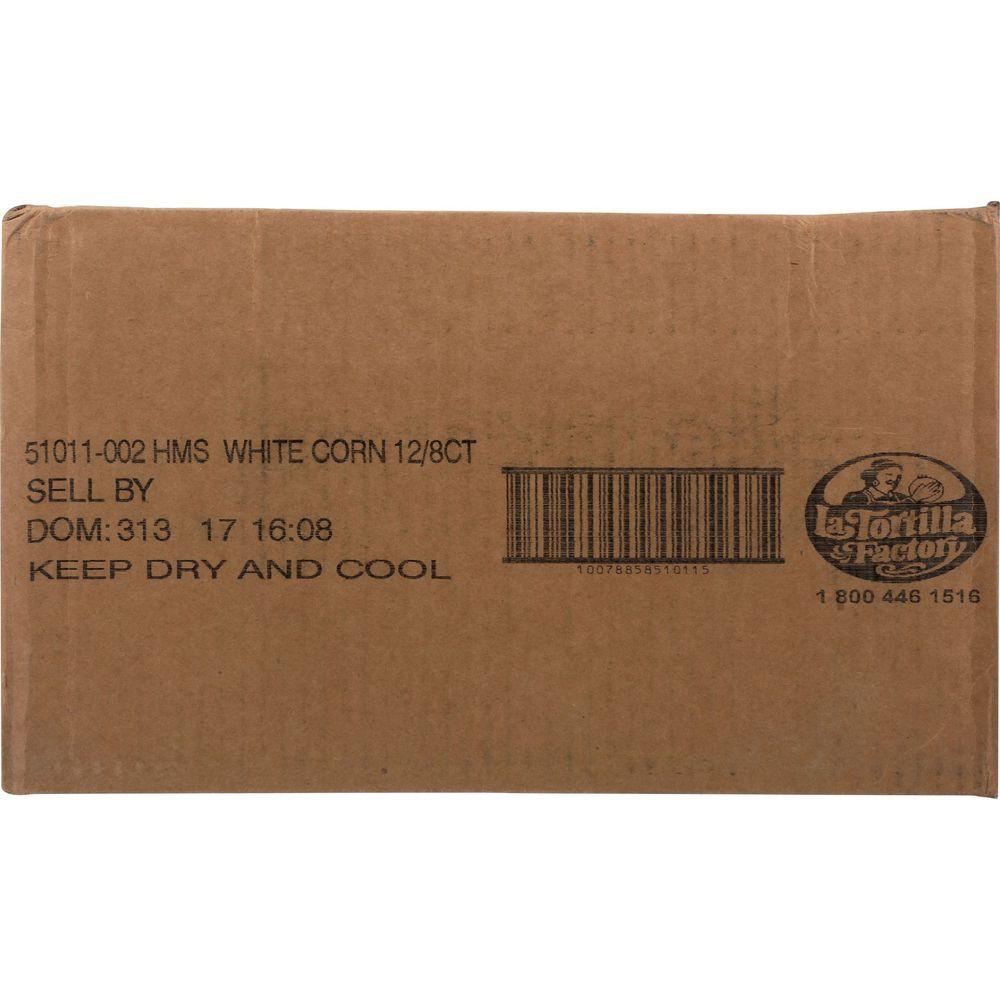 51011-002 HMS WHITE CORN 12/8CT
SELL BY
DOM: 313 17 16:08
KEEP DRY AND COOL
10078858510115
La Tortilla
Factory
1 800 446 1516